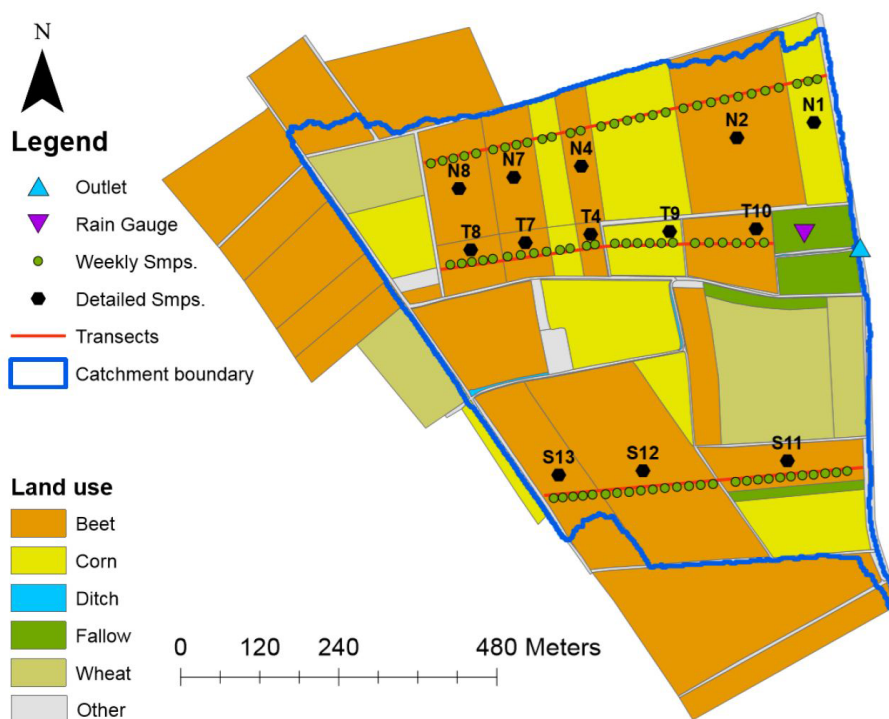 N
Legend
Outlet
Rain Gauge
Weekly Smps.
Detailed Smps.
Transects
Catchment boundary
Land use
Beet
Corn
Ditch
Fallow
Wheat
Other
0 120 240 480 Meters
N1
N2
N4
N7
N8
T8
T7
T4
T9
T10
S11
S12
S13